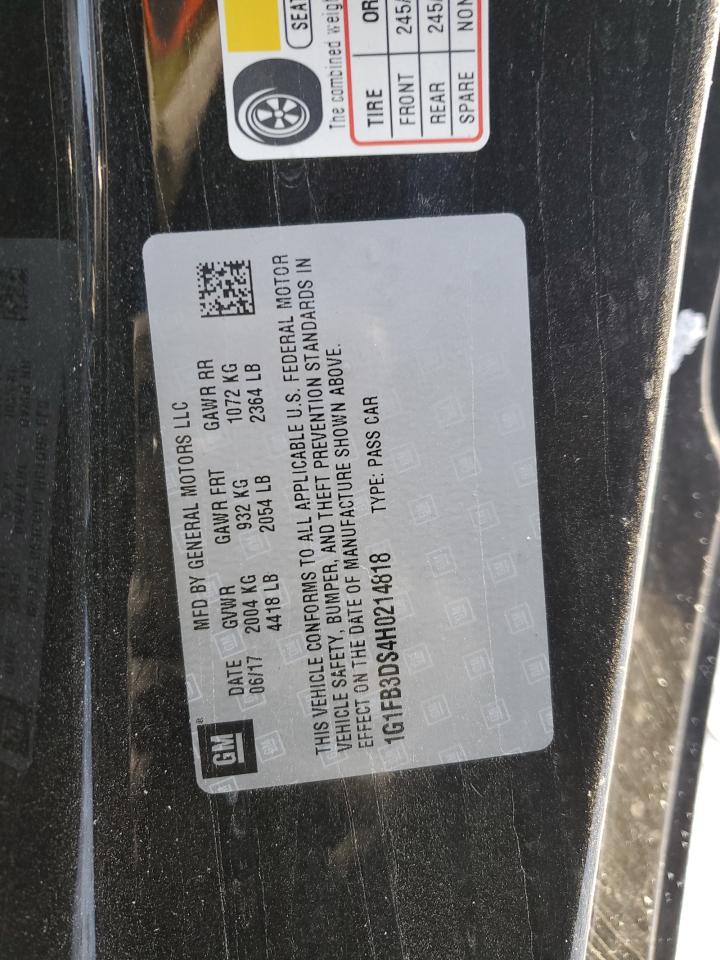 GM
MFD BY GENERAL MOTORS LLC
DATE GVWR GAWR FRT GAWR RR
06/17 2004 KG 932 KG 1072 KG
4418 LB 2054 LB 2364 LB
THIS VEHICLE CONFORMS TO ALL APPLICABLE U.S. FEDERAL MOTOR
VEHICLE SAFETY, BUMPER, AND THEFT PREVENTION STANDARDS IN
EFFECT ON THE DATE OF MANUFACTURE SHOWN ABOVE.
1G1FB3DS4H0214818 TYPE: PASS CAR
SEAT
The combined weigh
TIRE OR
FRONT 245/
REAR 245/
SPARE NON